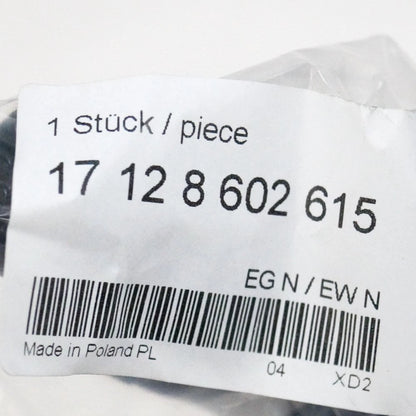 1 Stück / piece
17 12 8 602 615
EG N / EW N
Made in Poland PL 04 XD2